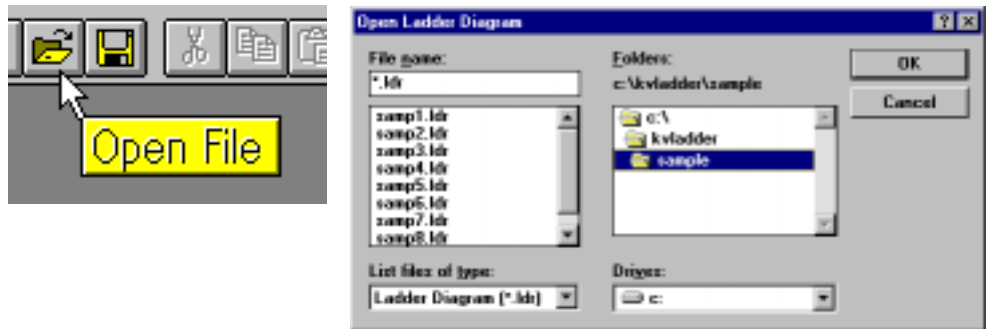 Open File
Open Ladder Diagram
File name:
*.ldr
samp1.ldr
samp2.ldr
samp3.ldr
samp4.ldr
samp5.ldr
samp6.ldr
samp7.ldr
samp8.ldr
List files of type:
Ladder Diagram (*.ldr)
Folders:
c:\kvladder\sample
c:\
kvladder
sample
Drives:
c:
OK
Cancel